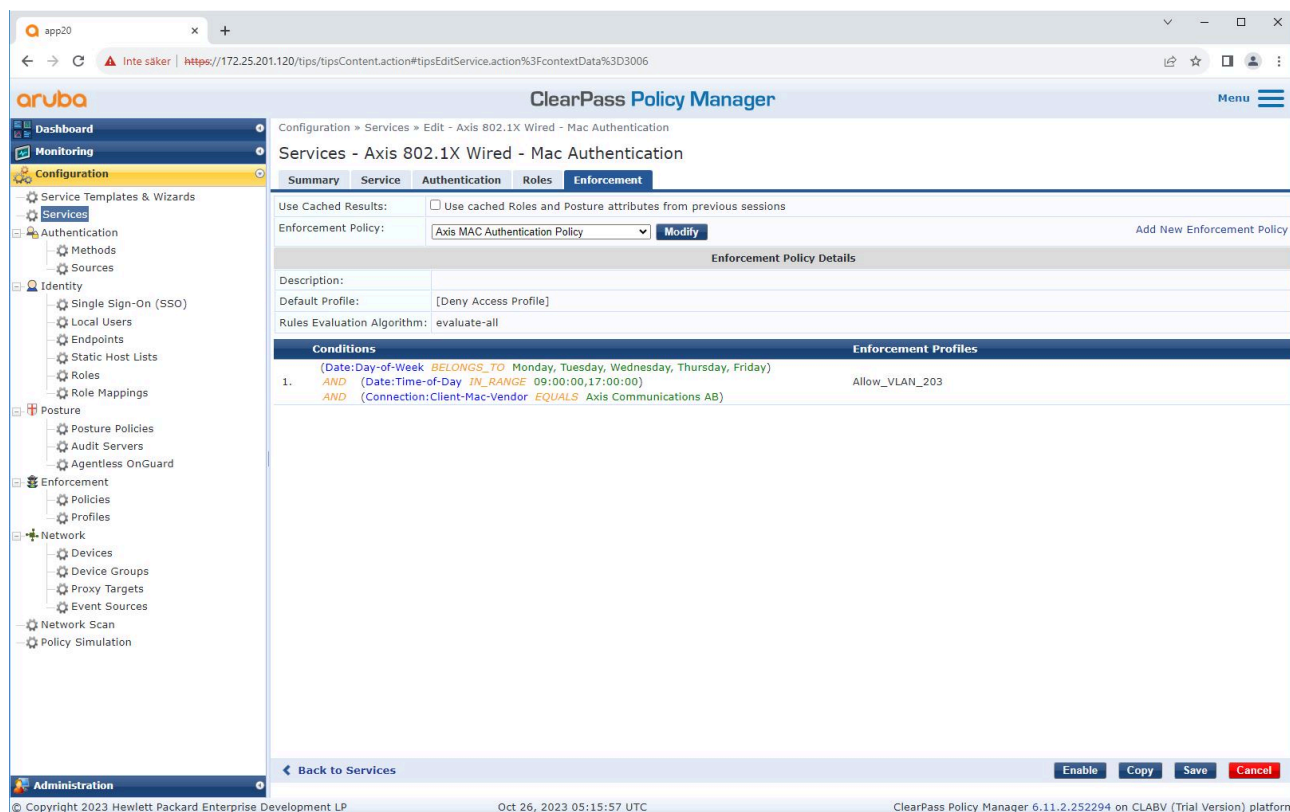 app20
Inte säker | https://172.25.201.120/tips/tipsContent.action#tipsEditService.action%3FcontextData%3D3006
aruba
ClearPass Policy Manager
Menu
Dashboard
Monitoring
Configuration
Service Templates & Wizards
Services
Authentication
Methods
Sources
Identity
Single Sign-On (SSO)
Local Users
Endpoints
Static Host Lists
Roles
Role Mappings
Posture
Posture Policies
Audit Servers
Agentless OnGuard
Enforcement
Policies
Profiles
Network
Devices
Device Groups
Proxy Targets
Event Sources
Network Scan
Policy Simulation
Administration
Configuration » Services » Edit - Axis 802.1X Wired - Mac Authentication
Services - Axis 802.1X Wired - Mac Authentication
Summary Service Authentication Roles Enforcement
Use Cached Results: Use cached Roles and Posture attributes from previous sessions
Enforcement Policy: Axis MAC Authentication Policy Modify Add New Enforcement Policy
Enforcement Policy Details
Description:
Default Profile: [Deny Access Profile]
Rules Evaluation Algorithm: evaluate-all
Conditions Enforcement Profiles
(Date:Day-of-Week BELONGS_TO Monday, Tuesday, Wednesday, Thursday, Friday)
1. AND (Date:Time-of-Day IN_RANGE 09:00:00,17:00:00) Allow_VLAN_203
AND (Connection:Client-Mac-Vendor EQUALS Axis Communications AB)
Back to Services Enable Copy Save Cancel
© Copyright 2023 Hewlett Packard Enterprise Development LP Oct 26, 2023 05:15:57 UTC ClearPass Policy Manager 6.11.2.252294 on CLABV (Trial Version) platform